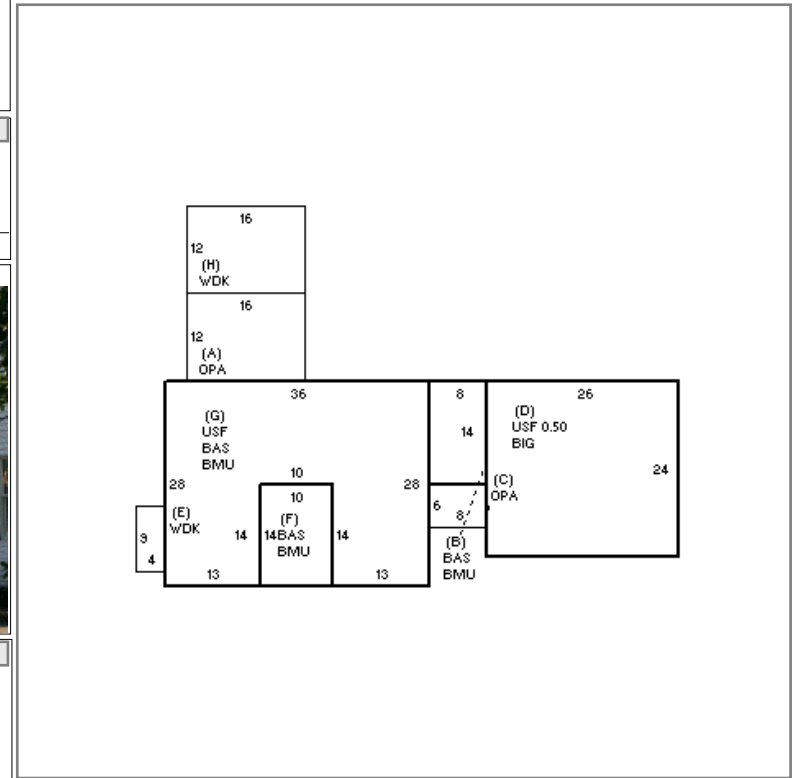 16
12
(H)
WDK
16
12
(A)
OPA
36
8
26
(G)
USF
BAS
BMU
(D)
USF 0.50
BIG
14
10
28
10
28
24
(C)
OPA
6
8
(E)
WDK
(F)
14
14BAS
14
BMU
9
4
(B)
BAS
BMU
13
13